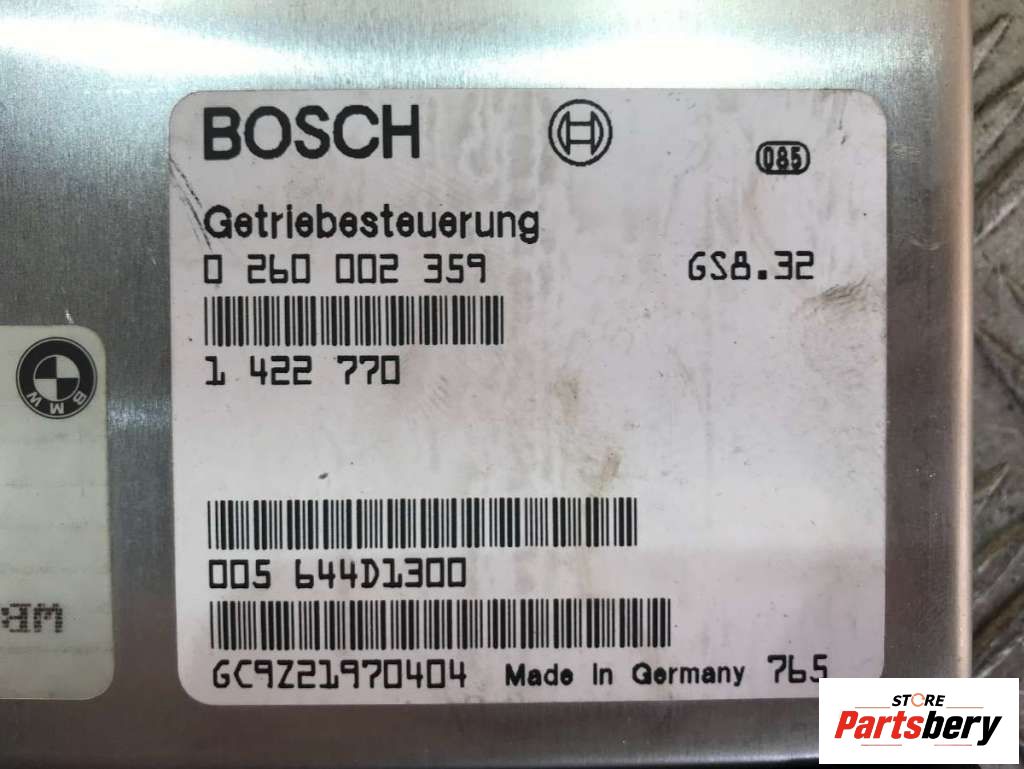 BOSCH
085
Getriebesteuerung
0 260 002 359 GS8.32
1 422 770
BMW
005 644D1300
GC9Z21970404 Made in Germany 765
STORE
Partsbery